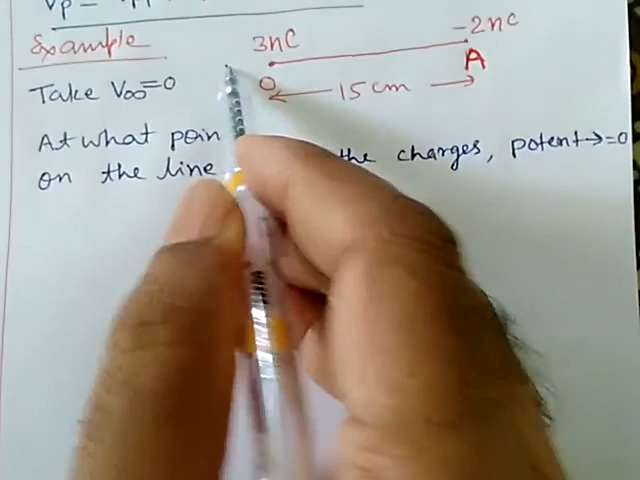 Example
3nC
-2nC
O
A
15 cm
Take V∞=0
At what poin the charges, potent→=0
on the line